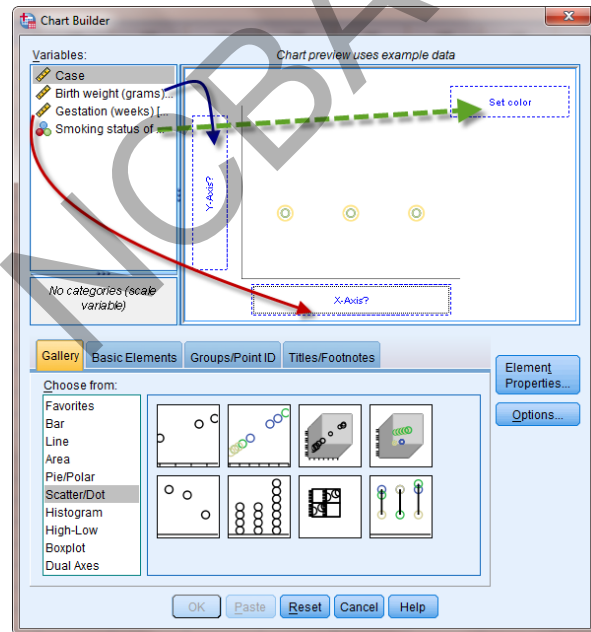 Chart Builder
Variables:
Chart preview uses example data
Case
Birth weight (grams)...
Gestation (weeks) [...
Smoking status of ...
Set color
Y-Axis?
X-Axis?
No categories (scale
variable)
Gallery
Basic Elements
Groups/Point ID
Titles/Footnotes
Choose from:
Favorites
Bar
Line
Area
Pie/Polar
Scatter/Dot
Histogram
High-Low
Boxplot
Dual Axes
Element
Properties...
Options...
OK
Paste
Reset
Cancel
Help
NCBA